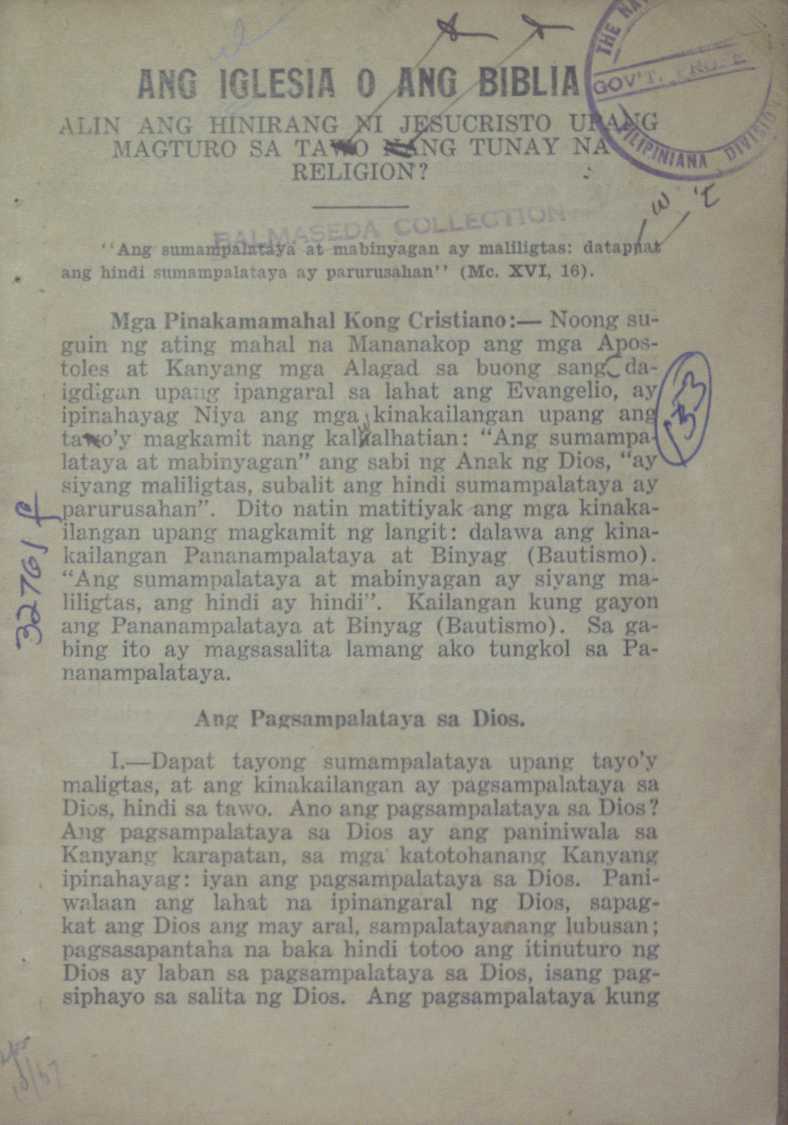 ANG IGLESIA O ANG BIBLIA
THE NA
GOV'T.
FILIPINIANA DIVISION
ALIN ANG HINIRANG NI JESUCRISTO UPANG
MAGTURO SA TAWO NANG TUNAY NA
RELIGION?
BALMASEDA COLLECTION
w t
"Ang sumampalataya at mabinyagan ay maliligtas: datapuat
ang hindi sumampalataya ay parurusahan" (Mc. XVI, 16).
Mga Pinakamamahal Kong Cristiano:— Noong su-
guin ng ating mahal na Mananakop ang mga Apos-
toles at Kanyang mga Alagad sa buong sang da-
igdigan upang ipangaral sa lahat ang Evangelio, ay
ipinahayag Niya ang mga kinakailangan upang ang
tawo'y magkamit nang kalualhatian: "Ang sumampa-
lataya at mabinyagan" ang sabi ng Anak ng Dios, "ay
siyang maliligtas, subalit ang hindi sumampalataya ay
parurusahan". Dito natin matitiyak ang mga kinaka-
ilangan upang magkamit ng langit: dalawa ang kina-
kailangan Pananampalataya at Binyag (Bautismo).
"Ang sumampalataya at mabinyagan ay siyang ma-
liligtas, ang hindi ay hindi". Kailangan kung gayon
ang Pananampalataya at Binyag (Bautismo). Sa ga-
bing ito ay magsasalita lamang ako tungkol sa Pa-
nanampalataya.
32761 f
Ang Pagsampalataya sa Dios.
I.—Dapat tayong sumampalataya upang tayo'y
maligtas, at ang kinakailangan ay pagsampalataya sa
Dios, hindi sa tawo. Ano ang pagsampalataya sa Dios?
Ang pagsampalataya sa Dios ay ang paniniwala sa
Kanyang karapatan, sa mga katotohanang Kanyang
ipinahayag: iyan ang pagsampalataya sa Dios. Pani-
walaan ang lahat na ipinangaral ng Dios, sapag-
kat ang Dios ang may aral, sampalatayanang lubusan;
pagsasapantaha na baka hindi totoo ang itinuturo ng
Dios ay laban sa pagsampalataya sa Dios, isang pag-
siphayo sa salita ng Dios. Ang pagsampalataya kung